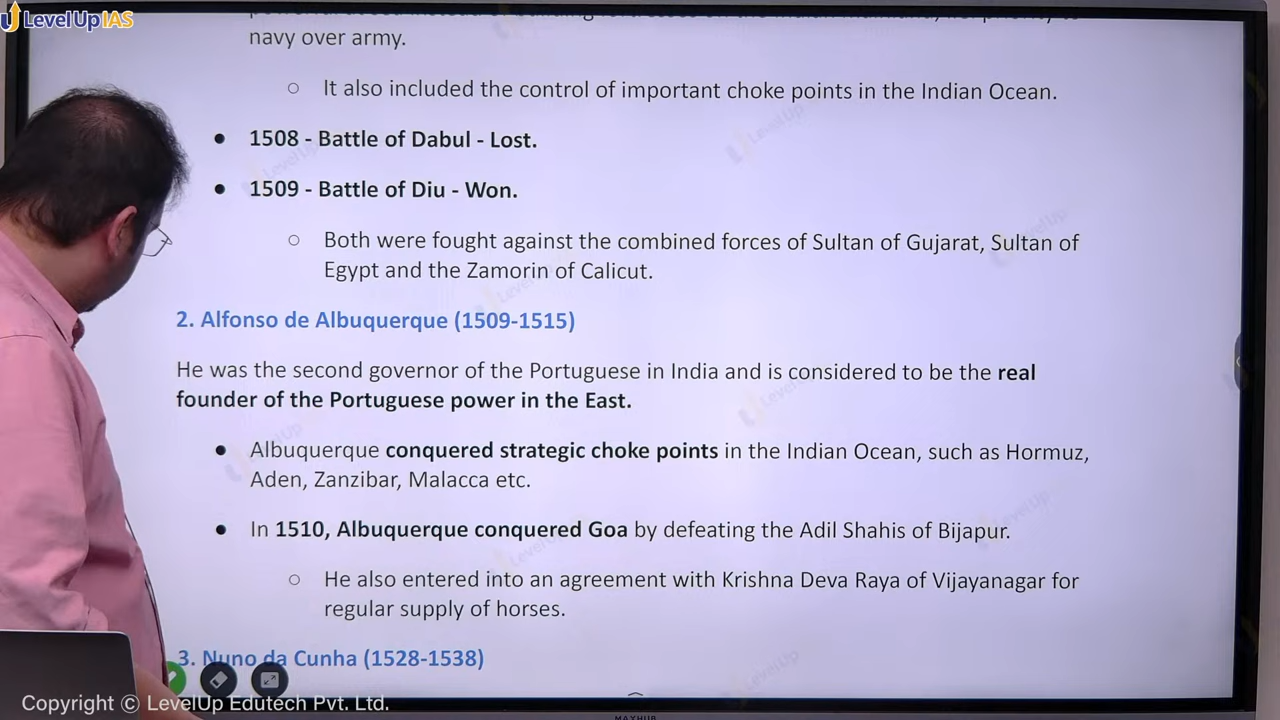 LevelUp IAS
navy over army.
○ It also included the control of important choke points in the Indian Ocean.
● 1508 - Battle of Dabul - Lost.
● 1509 - Battle of Diu - Won.
○ Both were fought against the combined forces of Sultan of Gujarat, Sultan of
Egypt and the Zamorin of Calicut.
2. Alfonso de Albuquerque (1509-1515)
He was the second governor of the Portuguese in India and is considered to be the real
founder of the Portuguese power in the East.
● Albuquerque conquered strategic choke points in the Indian Ocean, such as Hormuz,
Aden, Zanzibar, Malacca etc.
● In 1510, Albuquerque conquered Goa by defeating the Adil Shahis of Bijapur.
○ He also entered into an agreement with Krishna Deva Raya of Vijayanagar for
regular supply of horses.
3. Nuno da Cunha (1528-1538)
Copyright © LevelUp Edutech Pvt. Ltd.
MAXHUB